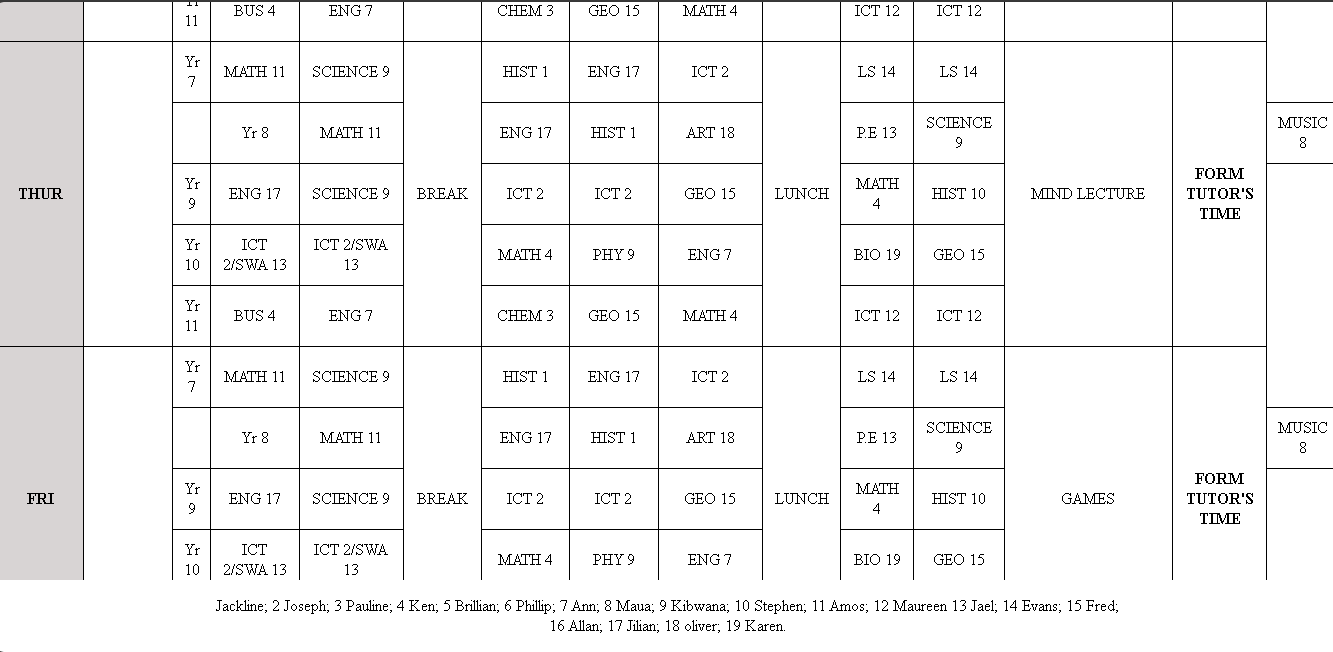 11 BUS 4 ENG 7 CHEM 3 GEO 15 MATH 4 ICT 12 ICT 12
Yr 7 MATH 11 SCIENCE 9 HIST 1 ENG 17 ICT 2 LS 14 LS 14
Yr 8 MATH 11 ENG 17 HIST 1 ART 18 P.E 13 SCIENCE 9 MUSIC 8
THUR Yr 9 ENG 17 SCIENCE 9 BREAK ICT 2 ICT 2 GEO 15 LUNCH MATH 4 HIST 10 MIND LECTURE FORM TUTOR'S TIME
Yr 10 ICT 2/SWA 13 ICT 2/SWA 13 MATH 4 PHY 9 ENG 7 BIO 19 GEO 15
Yr 11 BUS 4 ENG 7 CHEM 3 GEO 15 MATH 4 ICT 12 ICT 12
Yr 7 MATH 11 SCIENCE 9 HIST 1 ENG 17 ICT 2 LS 14 LS 14
Yr 8 MATH 11 ENG 17 HIST 1 ART 18 P.E 13 SCIENCE 9 MUSIC 8
FRI Yr 9 ENG 17 SCIENCE 9 BREAK ICT 2 ICT 2 GEO 15 LUNCH MATH 4 HIST 10 GAMES FORM TUTOR'S TIME
Yr 10 ICT 2/SWA 13 ICT 2/SWA 13 MATH 4 PHY 9 ENG 7 BIO 19 GEO 15
Jackline; 2 Joseph; 3 Pauline; 4 Ken; 5 Brillian; 6 Phillip; 7 Ann; 8 Maua; 9 Kibwana; 10 Stephen; 11 Amos; 12 Maureen 13 Jael; 14 Evans; 15 Fred;
16 Allan; 17 Jilian; 18 oliver; 19 Karen.